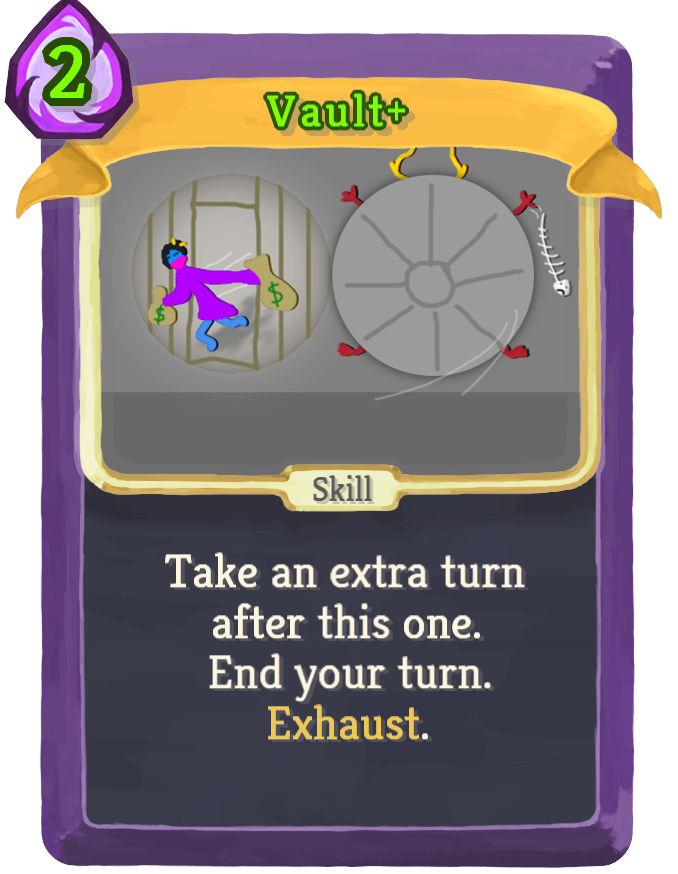 2
Vault+
$
$
Skill
Take an extra turn
after this one.
End your turn.
Exhaust.